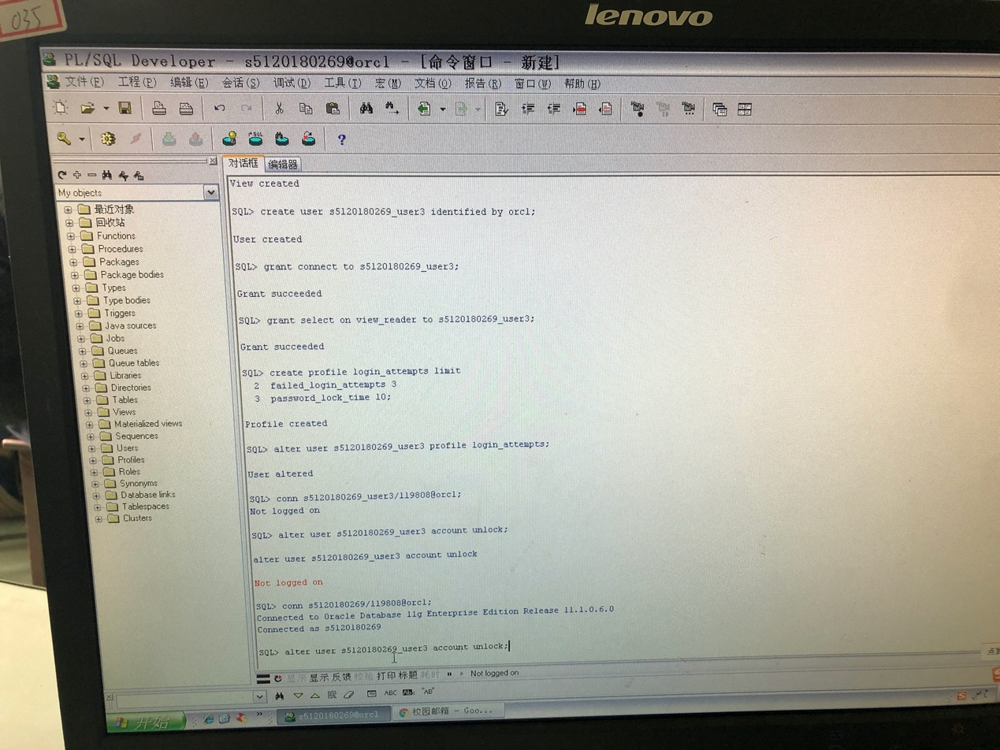 035
lenovo
PL/SQL Developer - s5120180269@orcl - [命令窗口 - 新建]
文件(F) 工程(P) 编辑(E) 会话(S) 调试(D) 工具(I) 宏(M) 文档(O) 报告(R) 窗口(W) 帮助(H)
对话框 编辑器
My objects
最近对象
回收站
Functions
Procedures
Packages
Package bodies
Types
Type bodies
Triggers
Java sources
Jobs
Queues
Queue tables
Libraries
Directories
Tables
Views
Materialized views
Sequences
Users
Profiles
Roles
Synonyms
Database links
Tablespaces
Clusters
View created
SQL> create user s5120180269_user3 identified by orcl;
User created
SQL> grant connect to s5120180269_user3;
Grant succeeded
SQL> grant select on view_reader to s5120180269_user3;
Grant succeeded
SQL> create profile login_attempts limit
2 failed_login_attempts 3
3 password_lock_time 10;
Profile created
SQL> alter user s5120180269_user3 profile login_attempts;
User altered
SQL> conn s5120180269_user3/119808@orcl;
Not logged on
SQL> alter user s5120180269_user3 account unlock;
alter user s5120180269_user3 account unlock
Not logged on
SQL> conn s5120180269/119808@orcl;
Connected to Oracle Database 11g Enterprise Edition Release 11.1.0.6.0
Connected as s5120180269
SQL> alter user s5120180269_user3 account unlock;
显示 显示 反馈 校验 打印 标题 耗时 Not logged on
ABC "AB"
开始 s5120180269@orcl 校园邮箱 - Goo...